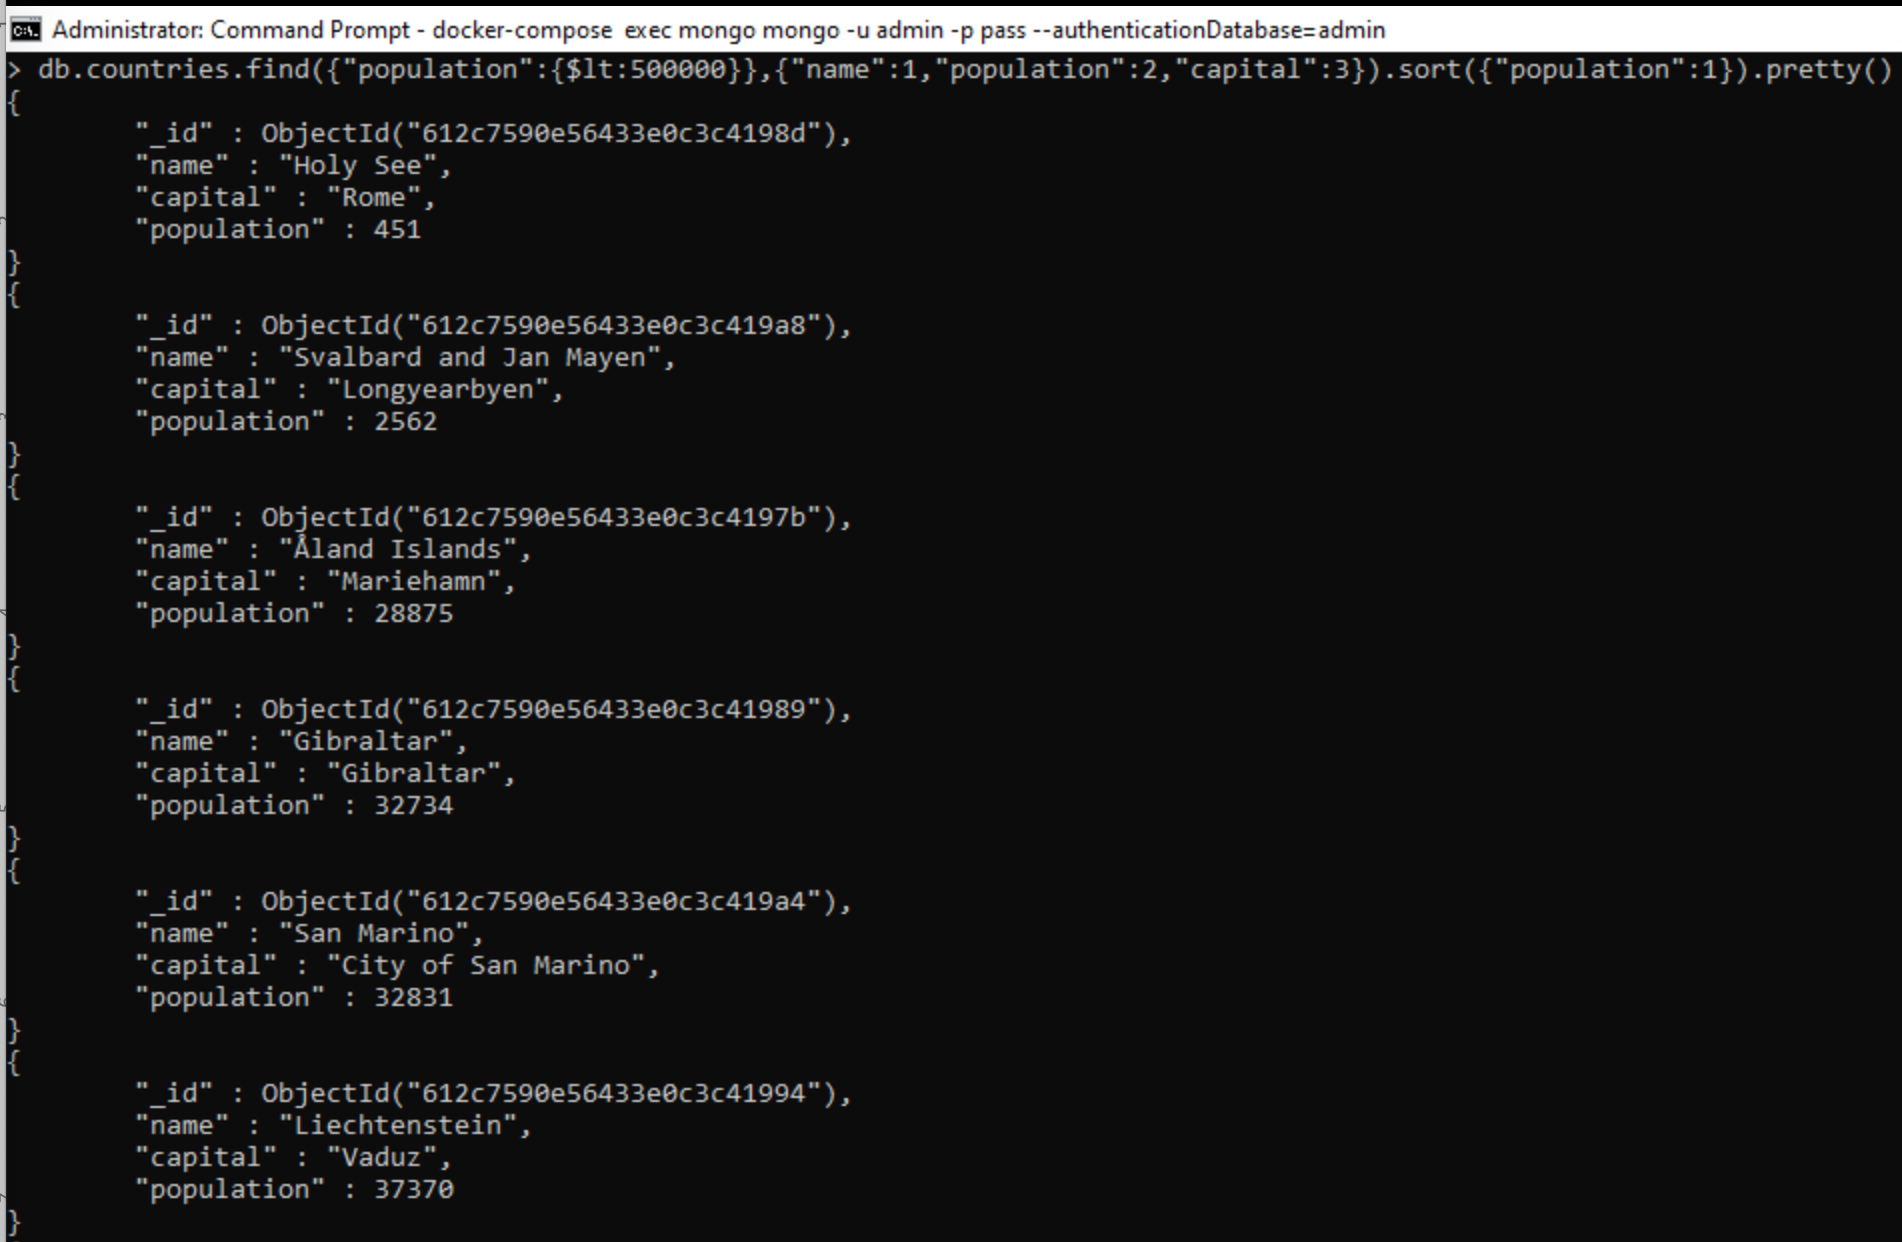 Administrator: Command Prompt - docker-compose  exec mongo mongo -u admin -p pass --authenticationDatabase=admin
> db.countries.find({"population":{$lt:500000}},{"name":1,"population":2,"capital":3}).sort({"population":1}).pretty()
{
"_id" : ObjectId("612c7590e56433e0c3c4198d"),
"name" : "Holy See",
"capital" : "Rome",
"population" : 451
}
{
"_id" : ObjectId("612c7590e56433e0c3c419a8"),
"name" : "Svalbard and Jan Mayen",
"capital" : "Longyearbyen",
"population" : 2562
}
{
"_id" : ObjectId("612c7590e56433e0c3c4197b"),
"name" : "Åland Islands",
"capital" : "Mariehamn",
"population" : 28875
}
{
"_id" : ObjectId("612c7590e56433e0c3c41989"),
"name" : "Gibraltar",
"capital" : "Gibraltar",
"population" : 32734
}
{
"_id" : ObjectId("612c7590e56433e0c3c419a4"),
"name" : "San Marino",
"capital" : "City of San Marino",
"population" : 32831
}
{
"_id" : ObjectId("612c7590e56433e0c3c41994"),
"name" : "Liechtenstein",
"capital" : "Vaduz",
"population" : 37370
}